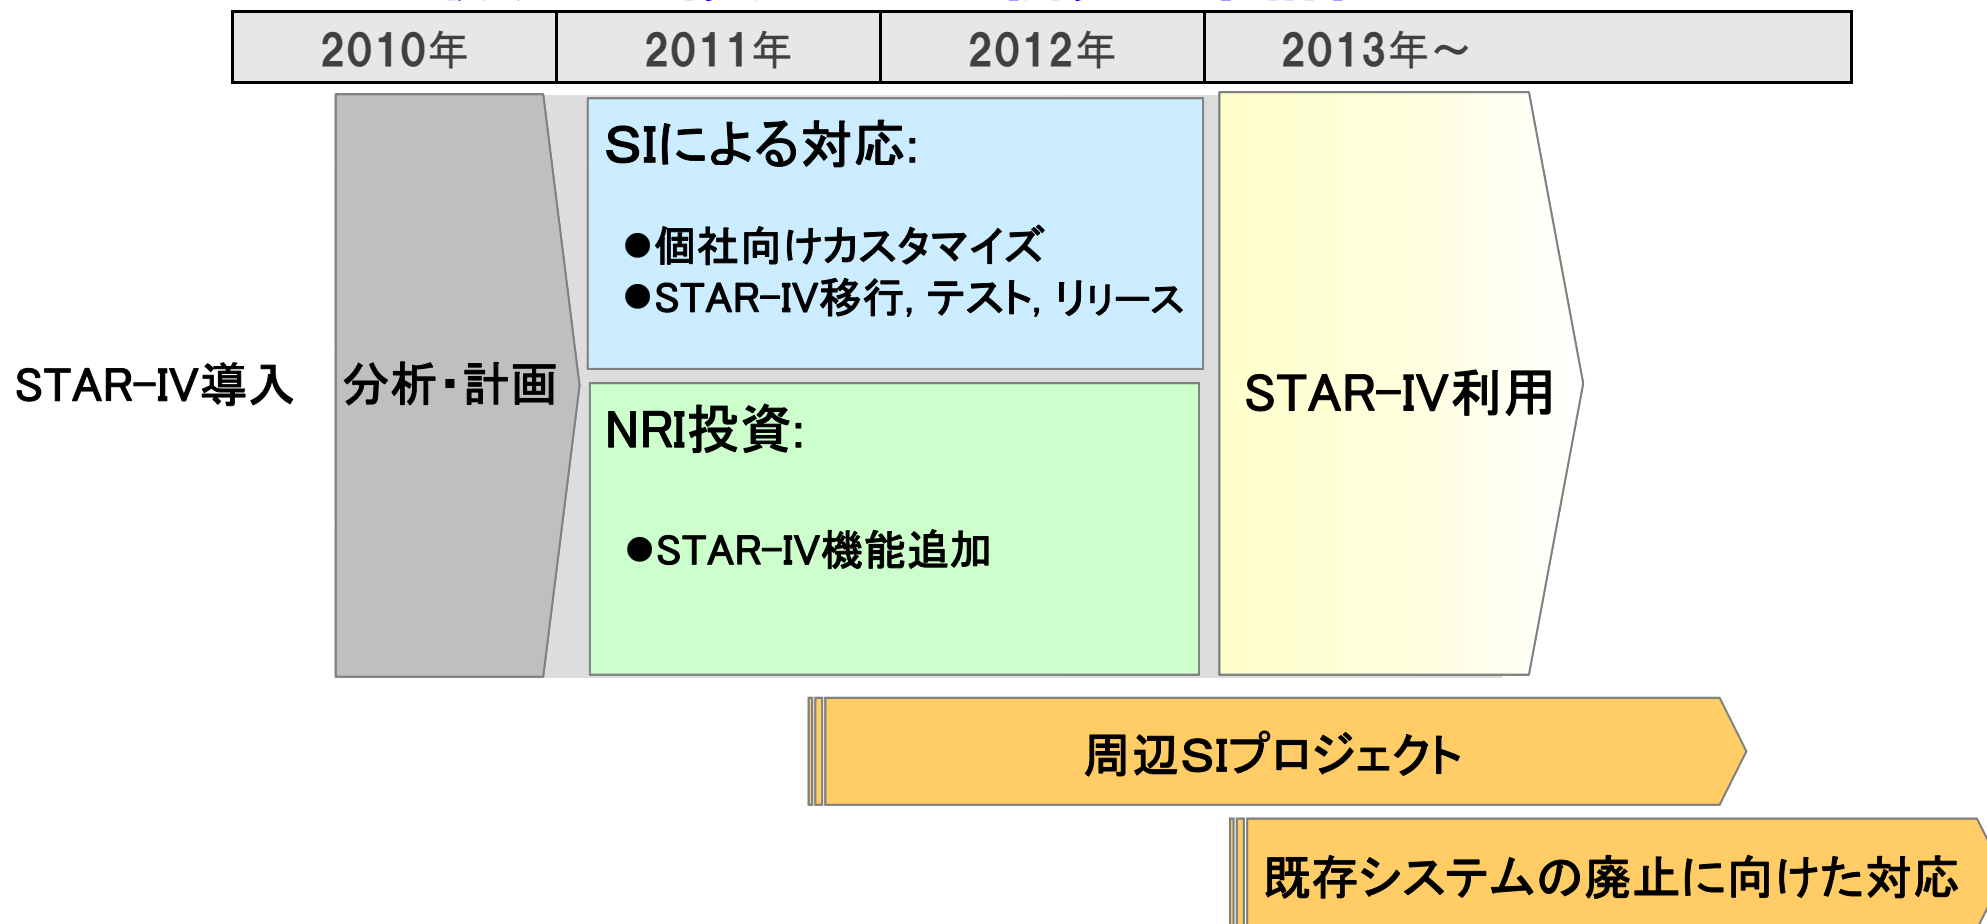 2010年 2011年 2012年 2013年～
SIによる対応:
●個社向けカスタマイズ
●STAR-IV移行, テスト, リリース
STAR-IV導入
分析・計画
NRI投資:
●STAR-IV機能追加
STAR-IV利用
周辺SIプロジェクト
既存システムの廃止に向けた対応